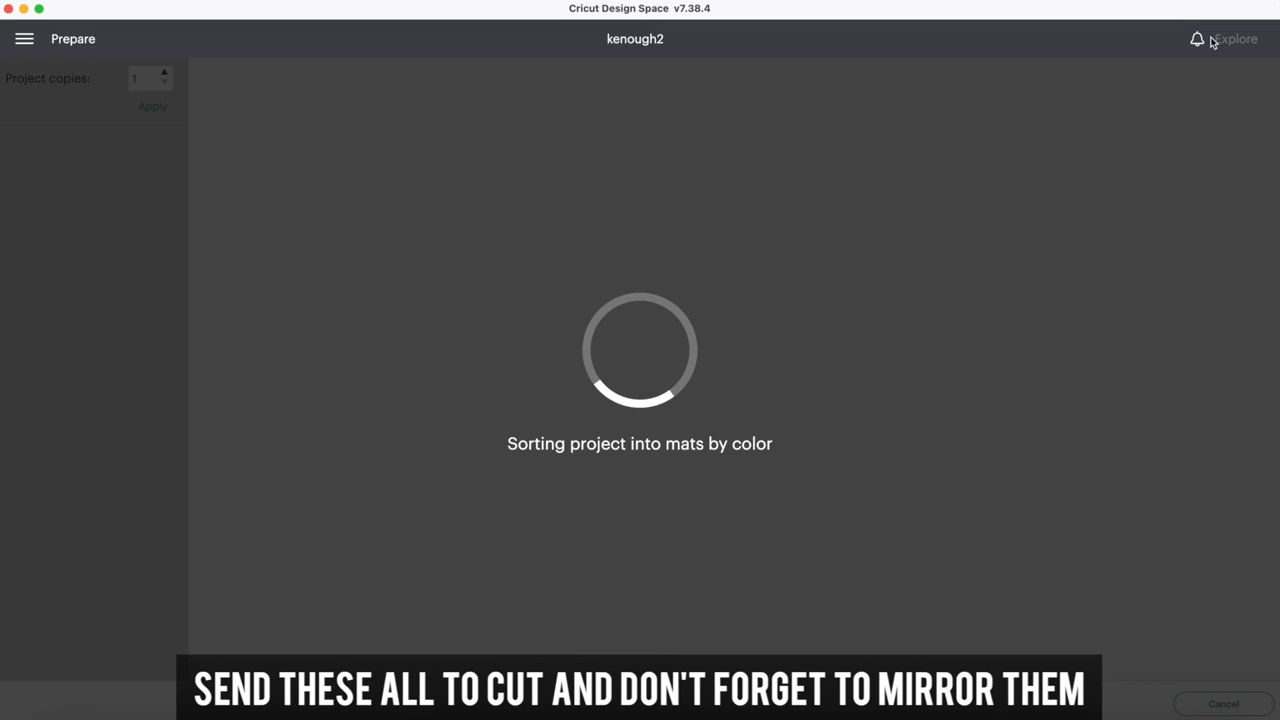 Cricut Design Space v7.38.4
Prepare
kenough2
Explore
Project copies:
1
Apply
Sorting project into mats by color
SEND THESE ALL TO CUT AND DON'T FORGET TO MIRROR THEM
Cancel